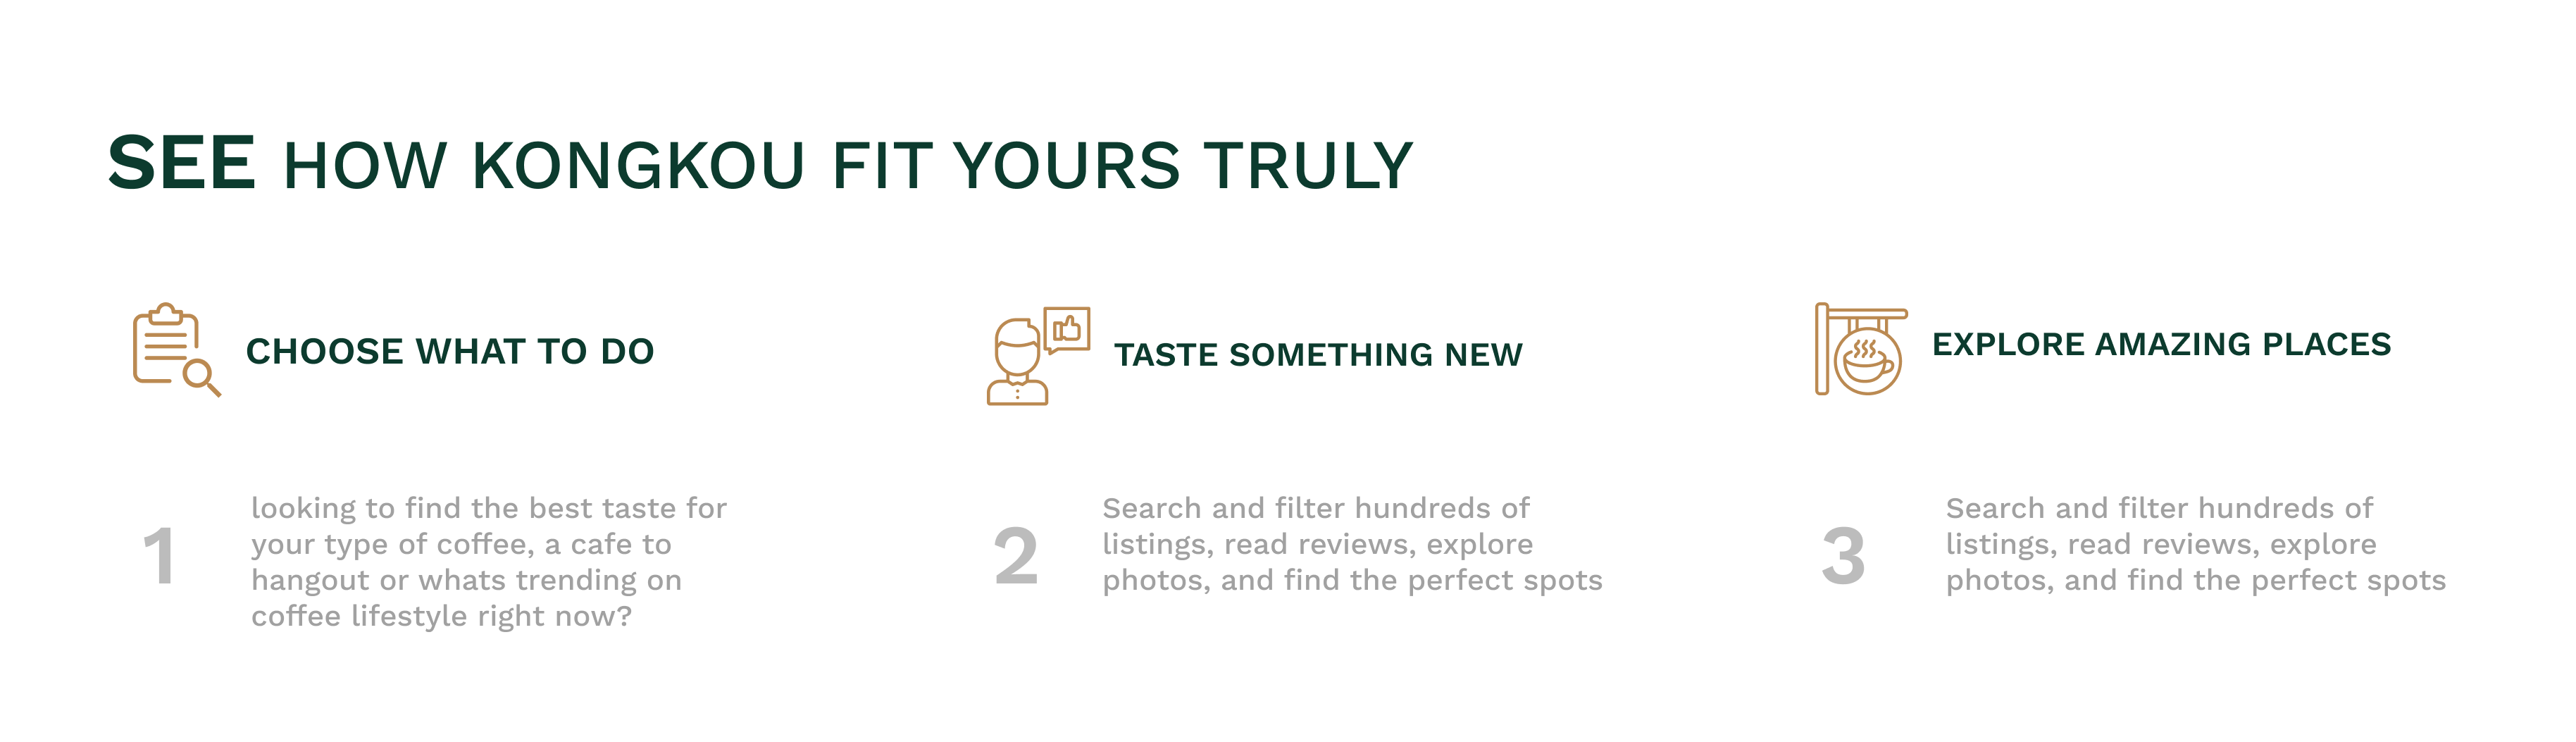 SEE HOW KONGKOU FIT YOURS TRULY
CHOOSE WHAT TO DO
1
looking to find the best taste for
your type of coffee, a cafe to
hangout or whats trending on
coffee lifestyle right now?
TASTE SOMETHING NEW
2
Search and filter hundreds of
listings, read reviews, explore
photos, and find the perfect spots
EXPLORE AMAZING PLACES
3
Search and filter hundreds of
listings, read reviews, explore
photos, and find the perfect spots